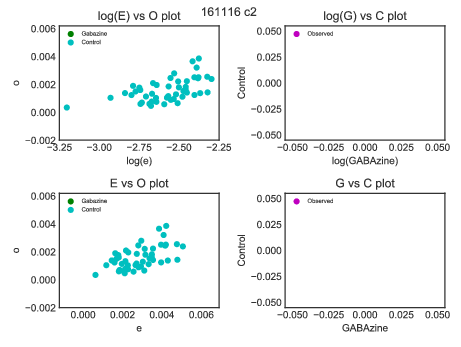 161116 c2
log(E) vs O plot
0.006
0.004
0.002
0.000
−0.002
o
Gabazine
Control
−3.25 −3.00 −2.75 −2.50 −2.25
log(e)
log(G) vs C plot
0.050
0.025
0.000
−0.025
−0.050
Control
Observed
−0.050 −0.025 0.000 0.025 0.050
log(GABAzine)
E vs O plot
0.006
0.004
0.002
0.000
−0.002
o
Gabazine
Control
0.000 0.002 0.004 0.006
e
G vs C plot
0.050
0.025
0.000
−0.025
−0.050
Control
Observed
−0.050 −0.025 0.000 0.025 0.050
GABAzine